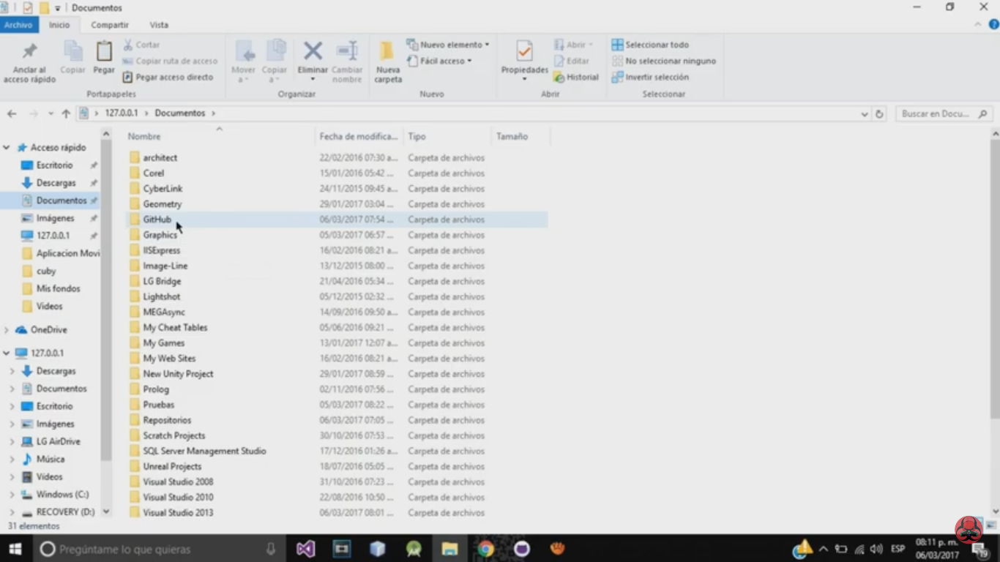 Documentos
Archivo Inicio Compartir Vista
Anclar al acceso rápido
Copiar
Pegar
Cortar
Copiar ruta de acceso
Pegar acceso directo
Portapapeles
Mover a
Copiar a
Eliminar
Cambiar nombre
Organizar
Nueva carpeta
Nuevo elemento
Fácil acceso
Nuevo
Propiedades
Abrir
Editar
Historial
Abrir
Seleccionar todo
No seleccionar ninguno
Invertir selección
Seleccionar
127.0.0.1 > Documentos >
Buscar en Docu...
Acceso rápido
Escritorio
Descargas
Documentos
Imágenes
127.0.0.1
Aplicacion Movi
cuby
Mis fondos
Videos
OneDrive
127.0.0.1
Descargas
Documentos
Escritorio
Imágenes
LG AirDrive
Música
Vídeos
Windows (C:)
RECOVERY (D:)
Nombre Fecha de modifica... Tipo Tamaño
architect 22/02/2016 07:30 a... Carpeta de archivos
Corel 15/01/2016 05:42 ... Carpeta de archivos
CyberLink 24/11/2015 09:45 a... Carpeta de archivos
Geometry 29/01/2017 03:04 ... Carpeta de archivos
GitHub 06/03/2017 07:54 ... Carpeta de archivos
Graphics 05/03/2017 06:57 ... Carpeta de archivos
IISExpress 16/02/2016 08:21 a... Carpeta de archivos
Image-Line 13/12/2015 08:00 ... Carpeta de archivos
LG Bridge 21/04/2016 05:34 ... Carpeta de archivos
Lightshot 05/12/2015 02:32 ... Carpeta de archivos
MEGAsync 14/09/2016 09:50 a... Carpeta de archivos
My Cheat Tables 05/06/2016 09:21 ... Carpeta de archivos
My Games 13/01/2017 12:07 a... Carpeta de archivos
My Web Sites 16/02/2016 08:21 a... Carpeta de archivos
New Unity Project 29/01/2017 08:59 ... Carpeta de archivos
Prolog 02/11/2016 07:56 ... Carpeta de archivos
Pruebas 05/03/2017 08:22 ... Carpeta de archivos
Repositorios 06/03/2017 07:05 ... Carpeta de archivos
Scratch Projects 30/10/2016 07:53 ... Carpeta de archivos
SQL Server Management Studio 17/12/2016 01:26 a... Carpeta de archivos
Unreal Projects 18/07/2016 05:05 ... Carpeta de archivos
Visual Studio 2008 31/10/2016 07:23 ... Carpeta de archivos
Visual Studio 2010 22/08/2016 10:50 ... Carpeta de archivos
Visual Studio 2013 06/03/2017 08:01 ... Carpeta de archivos
31 elementos
Pregúntame lo que quieras
ESP
08:11 p. m.
06/03/2017
19